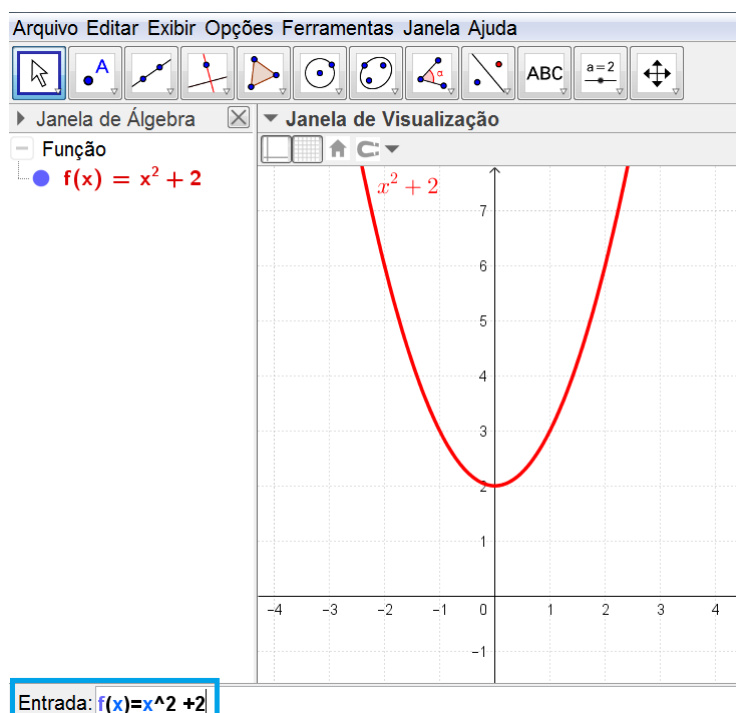 Arquivo Editar Exibir Opções Ferramentas Janela Ajuda
A α ABC a=2
Janela de Álgebra
Janela de Visualização
Função
f(x) = x² + 2
x² + 2
7
6
5
4
3
2
1
-4 -3 -2 -1 0 1 2 3 4
-1
Entrada: f(x)=x^2 +2